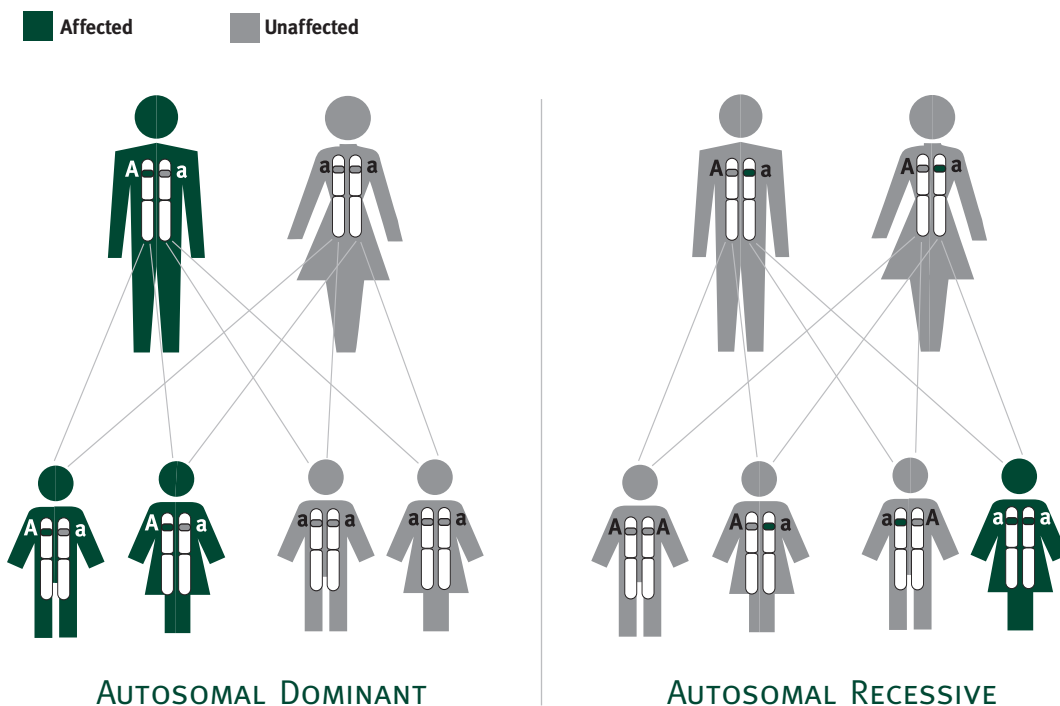 Affected Unaffected
A a a a A a A a
A a A a a a a a A A A a a A a a
AUTOSOMAL DOMINANT AUTOSOMAL RECESSIVE